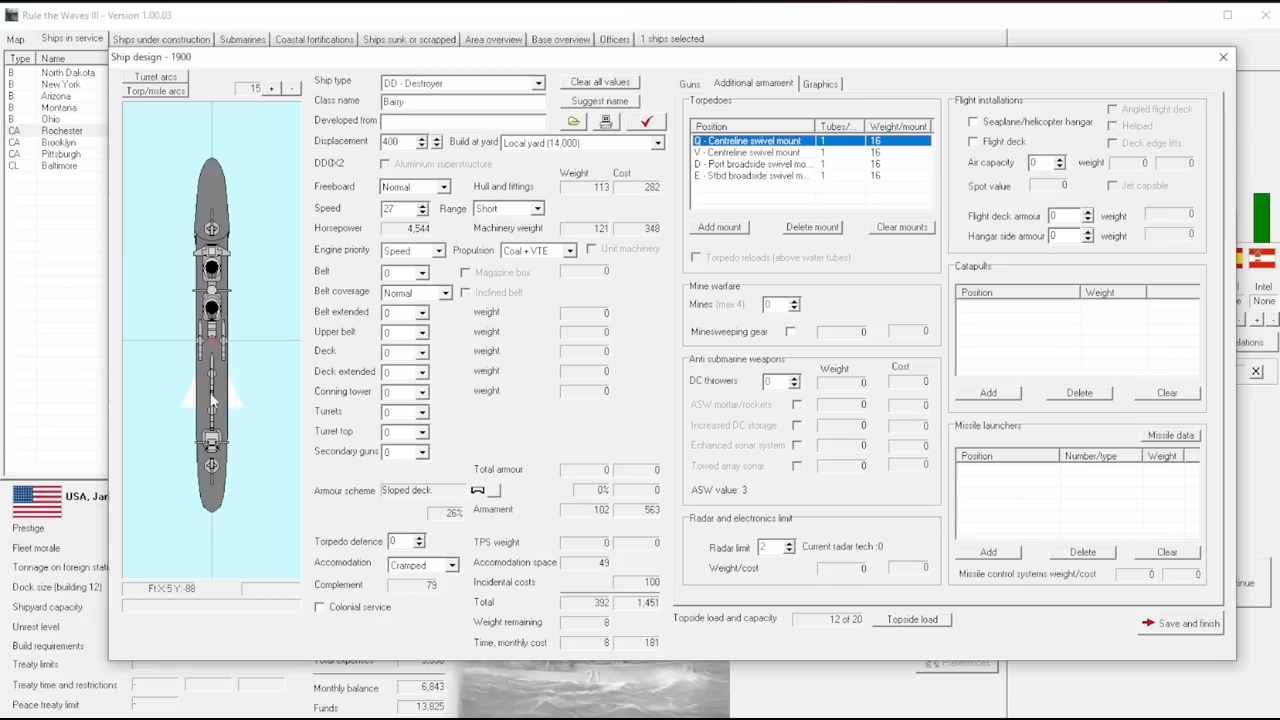 Rule the Waves III - Version 1.00.03
Map Ships in service Ships under construction Submarines Coastal fortifications Ships sunk or scrapped Area overview Base overview Officers 1 ships selected
Type Name
B North Dakota
B New York
B Arizona
B Montana
B Ohio
CA Rochester
CA Brooklyn
CA Pittsburgh
CL Baltimore
USA, Jan
Prestige
Fleet morale
Tonnage on foreign stati
Dock size (building 12)
Shipyard capacity
Unrest level
Build requirements
Treaty limits
Treaty time and restrictions
Peace treaty limit
Ship design - 1900
Turret arcs
Torp/msle arcs
15 + -
Ft X:5 Y:-88
Ship type DD - Destroyer
Class name Barry
Developed from
Displacement 400 Build at yard Local yard (14,000)
Aluminium superstructure
Weight Cost
Freeboard Normal Hull and fittings 113 282
Speed 27 Range Short
Horsepower 4,544 Machinery weight 121 348
Engine priority Speed Propulsion Coal + VTE Unit machinery
Belt 0 Magazine box 0
Belt coverage Normal Inclined belt
Belt extended 0 weight 0
Upper belt 0 weight 0
Deck 0 weight 0
Deck extended 0 weight 0
Conning tower 0 weight 0
Turrets 0
Turret top 0
Secondary guns 0
Total armour 0 0
Armour scheme Sloped deck 0% 0
26% Armament 102 563
Torpedo defence 0 TPS weight 0 0
Accomodation Cramped Accomodation space 49
Complement 79 Incidental costs 100
Colonial service Total 392 1,451
Weight remaining 8
Time, monthly cost 8 181
Clear all values
Suggest name
Guns Additional armament Graphics
Torpedoes
Position Tubes/... Weight/mount
Q - Centreline swivel mount 1 16
V - Centreline swivel mount 1 16
D - Port broadside swivel mo... 1 16
E - Stbd broadside swivel m... 1 16
Add mount Delete mount Clear mounts
Torpedo reloads (above water tubes)
Mine warfare
Mines (max 4) 0
Minesweeping gear 0 0
Anti submarine weapons
Weight Cost
DC throwers 0 0 0
ASW mortar/rockets 0 0
Increased DC storage 0 0
Enhanced sonar system 0 0
Towed array sonar 0 0
ASW value: 3
Radar and electronics limit
Radar limit 2 Current radar tech :0
Weight/cost 0 0
Topside load and capacity 12 of 20 Topside load
Flight installations
Seaplane/helicopter hangar
Flight deck
Angled flight deck
Helipad
Deck edge lifts
Air capacity 0 weight 0 0
Spot value 0 Jet capable
Flight deck armour 0 weight 0
Hangar side armour 0 weight 0
Catapults
Position Weight
Add Delete Clear
Missile launchers
Missile data
Position Number/type Weight
Add Delete Clear
Missile control systems weight/cost 0 0
Save and finish
Intel
None
- -
+ +
elations
X
tinue
Preferences
Monthly balance 6,843
Funds 13,825